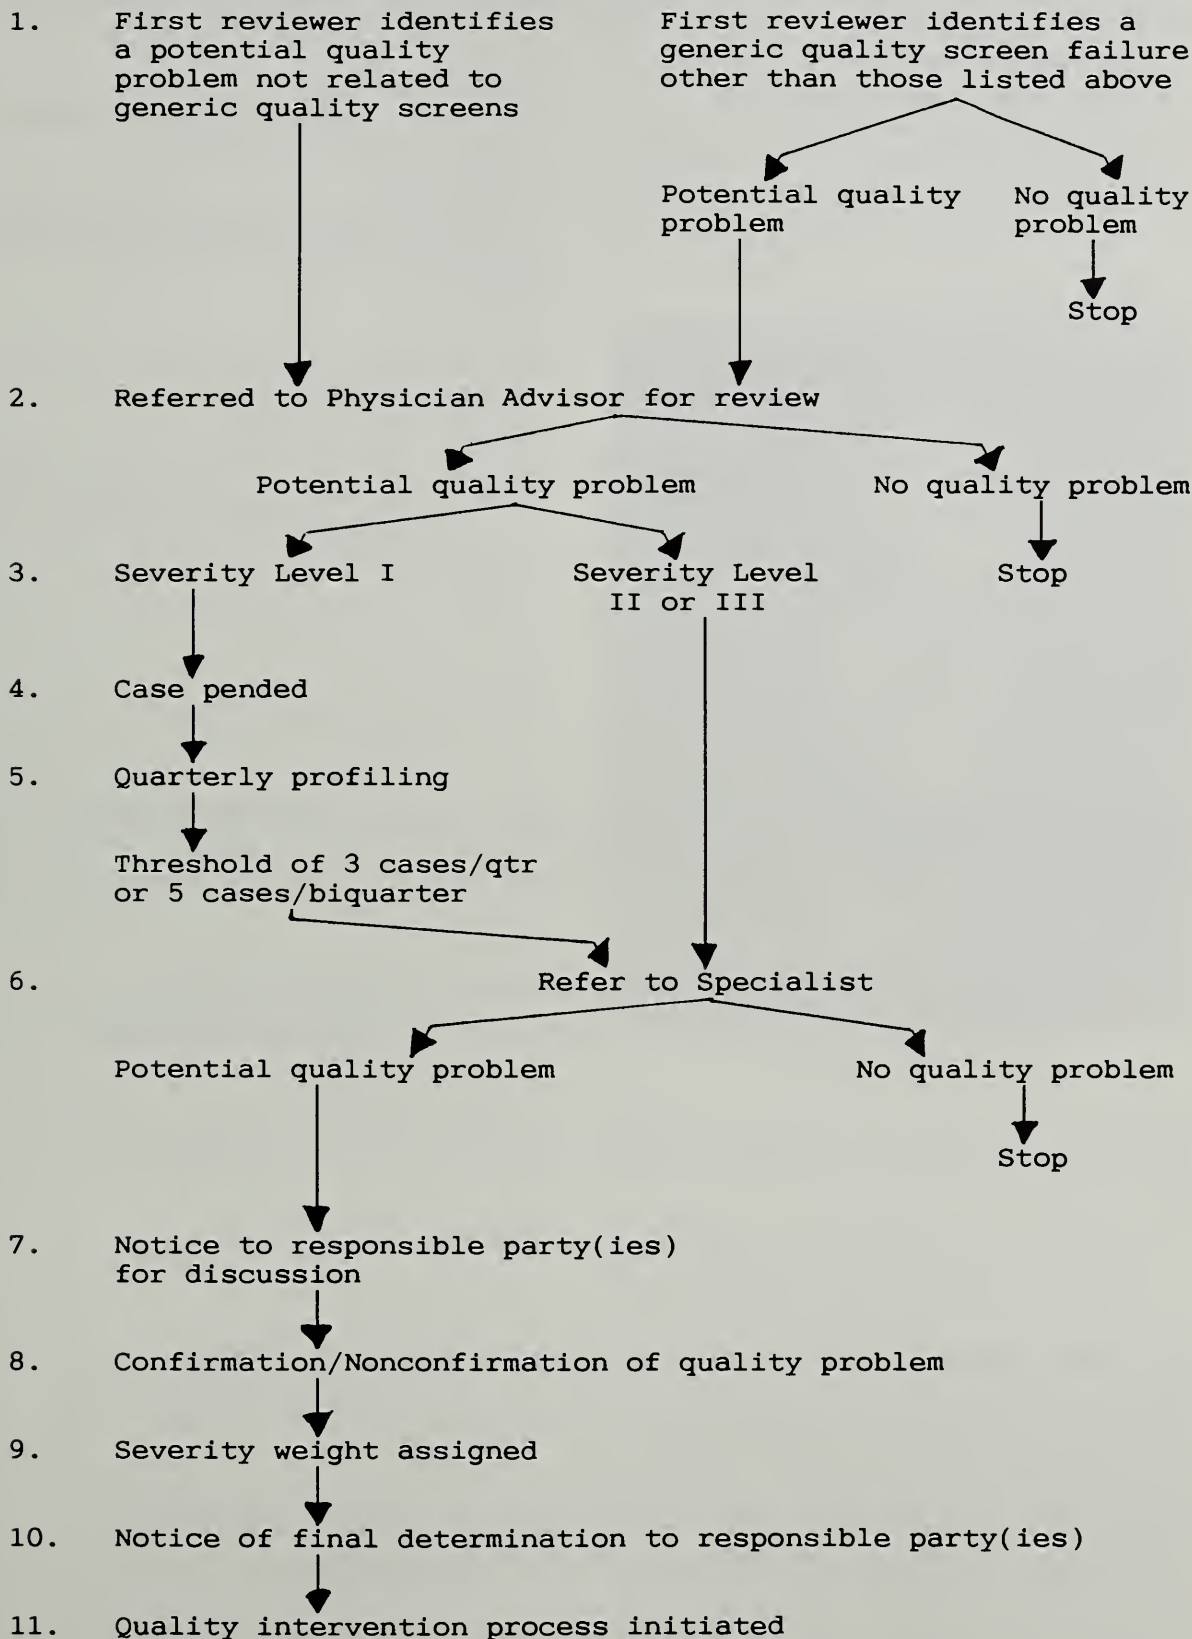 1. First reviewer identifies
a potential quality
problem not related to
generic quality screens
First reviewer identifies a
generic quality screen failure
other than those listed above
Potential quality
problem
No quality
problem
Stop
2. Referred to Physician Advisor for review
Potential quality problem
No quality problem
3. Severity Level I
Severity Level
II or III
Stop
4. Case pended
5. Quarterly profiling
Threshold of 3 cases/qtr
or 5 cases/biquarter
6. Refer to Specialist
Potential quality problem
No quality problem
Stop
7. Notice to responsible party(ies)
for discussion
8. Confirmation/Nonconfirmation of quality problem
9. Severity weight assigned
10. Notice of final determination to responsible party(ies)
11. Quality intervention process initiated